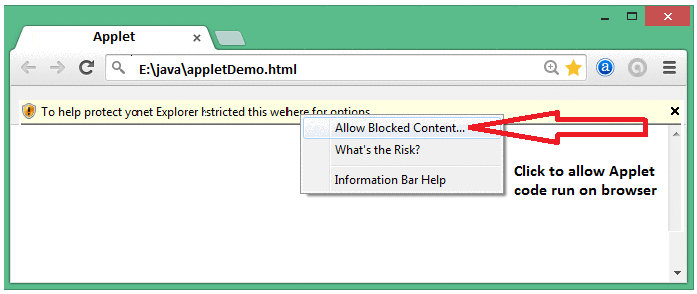 Applet
E:\java\appletDemo.html
To help protect yonet Explorer hstricted this wehere for options
Allow Blocked Content...
What's the Risk?
Information Bar Help
Click to allow Applet
code run on browser